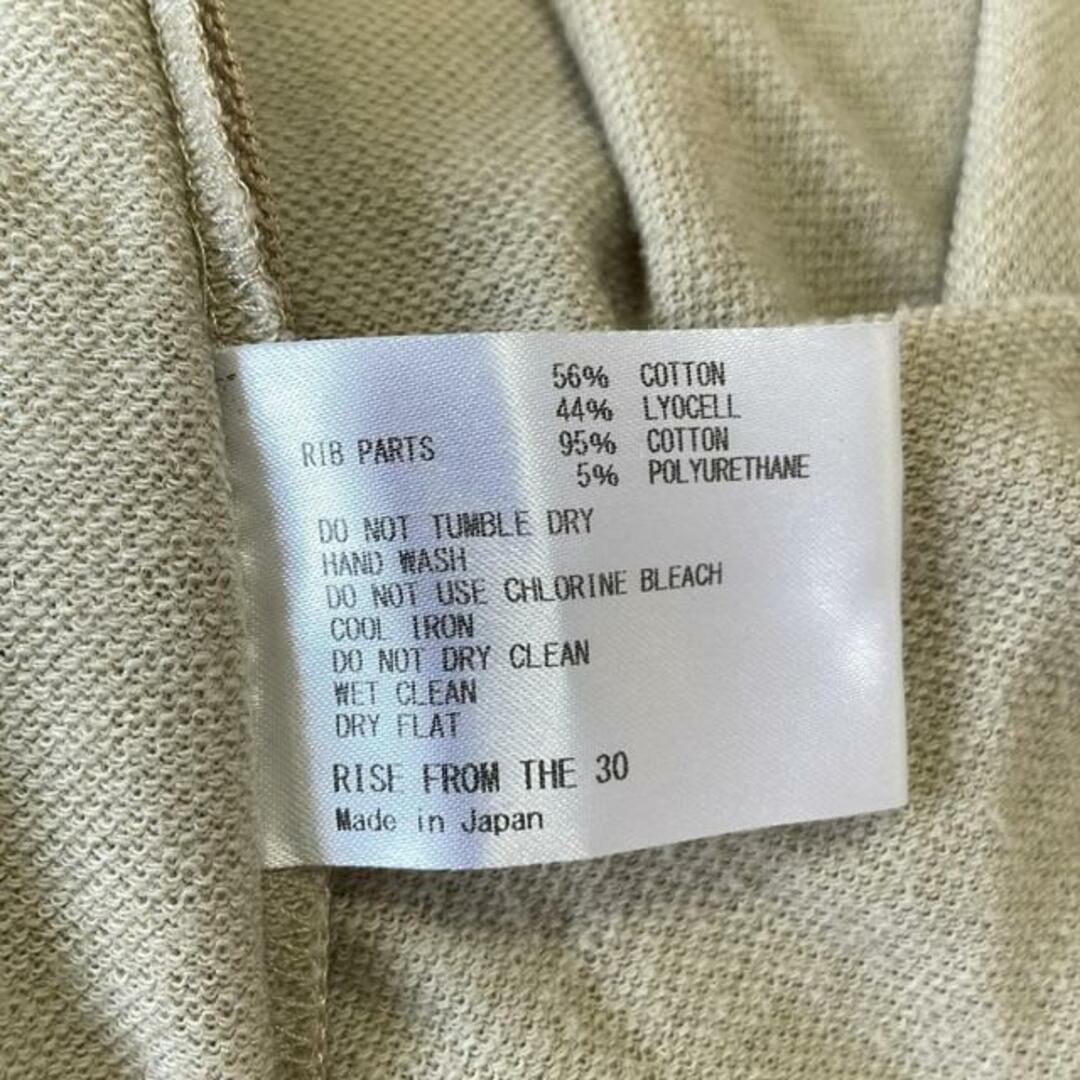 56% COTTON
44% LYOCELL
RIB PARTS 95% COTTON
5% POLYURETHANE
DO NOT TUMBLE DRY
HAND WASH
DO NOT USE CHLORINE BLEACH
COOL IRON
DO NOT DRY CLEAN
WET CLEAN
DRY FLAT
RISE FROM THE 30
Made in Japan